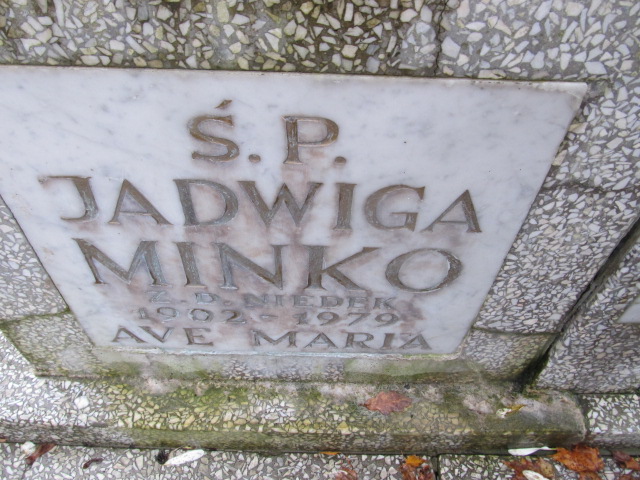 Ś.P.
JADWIGA
MINKO
Z D. NIEDEK
1902-1979
AVE MARIA